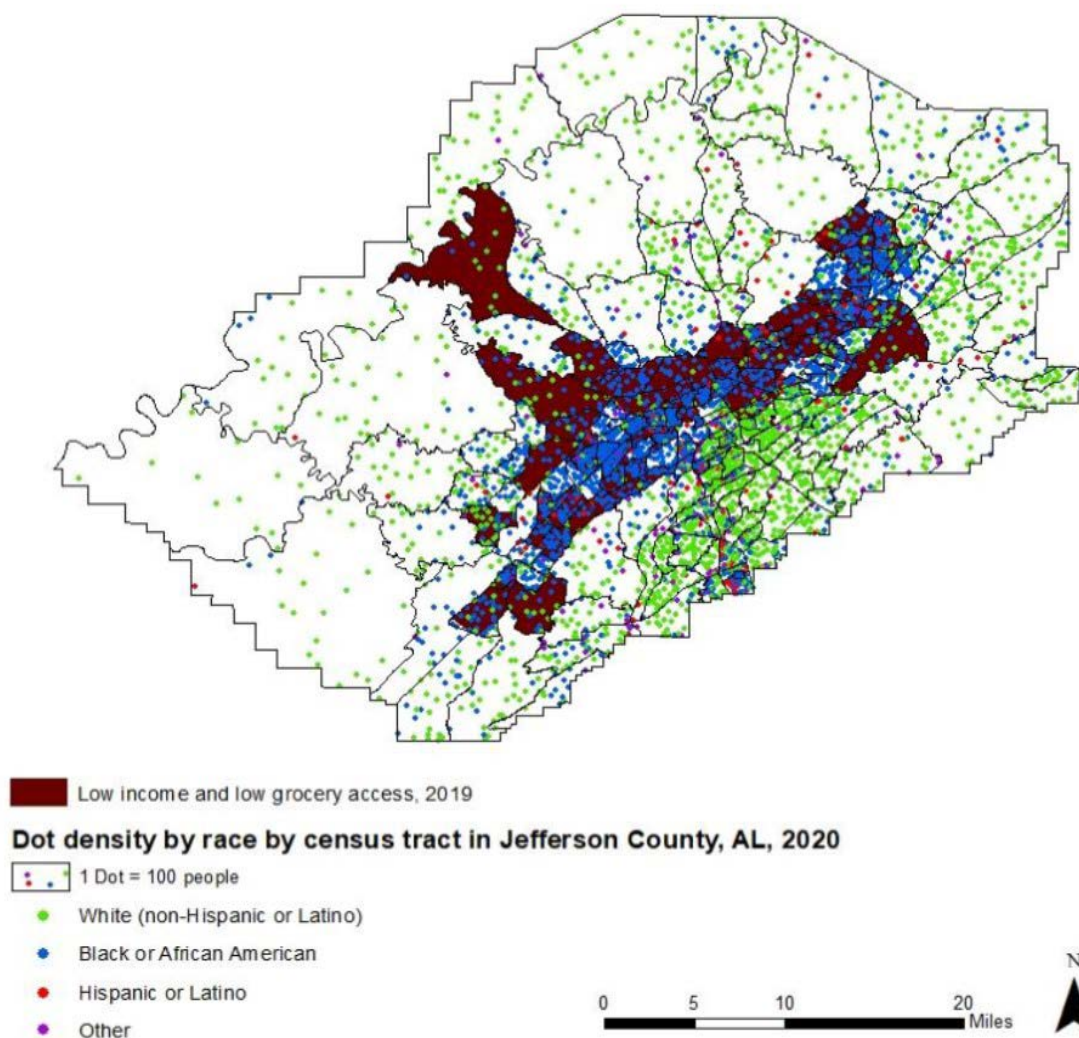 Low income and low grocery access, 2019
Dot density by race by census tract in Jefferson County, AL, 2020
1 Dot = 100 people
White (non-Hispanic or Latino)
Black or African American
Hispanic or Latino
Other
N
0 5 10 20
Miles